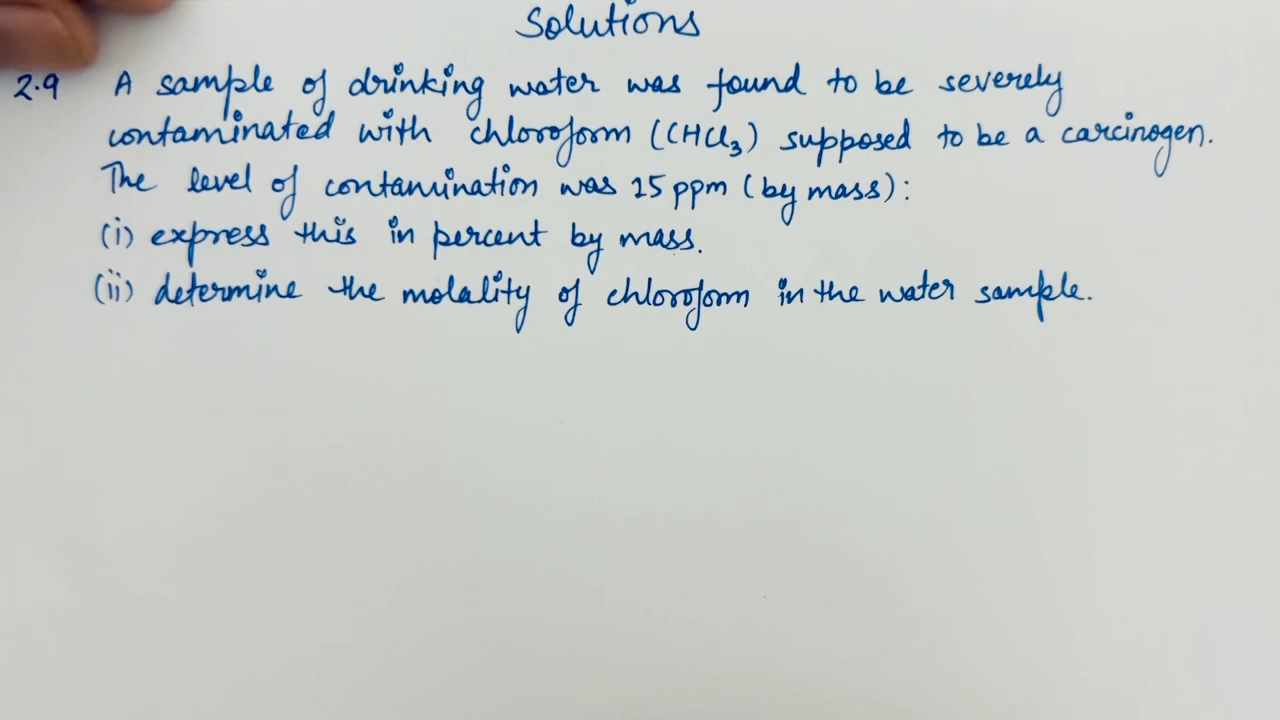 Solutions
2.9 A sample of drinking water was found to be severely
contaminated with chloroform (CHCl₃) supposed to be a carcinogen.
The level of contamination was 15 ppm (by mass):
(i) express this in percent by mass.
(ii) determine the molality of chloroform in the water sample.